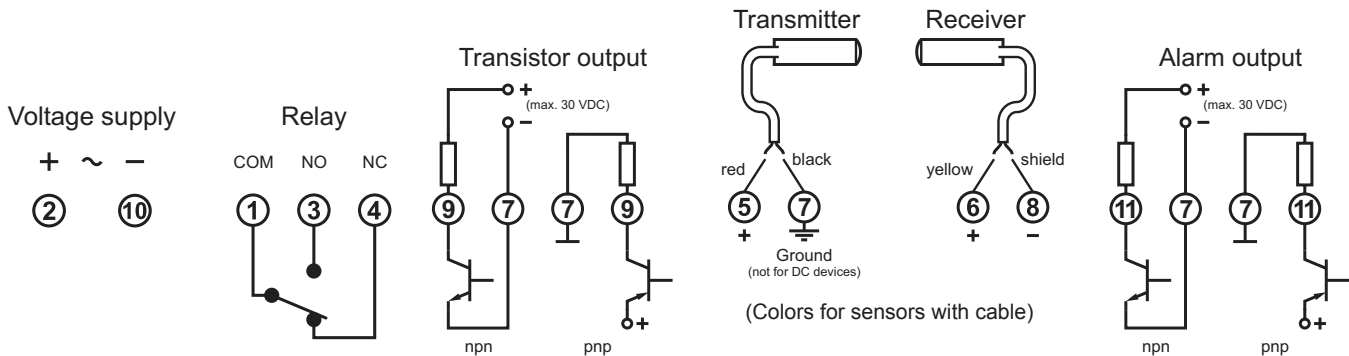 Voltage supply
+ ~ −
2 10
Relay
COM NO NC
1 3 4
Transistor output
+
(max. 30 VDC)
−
9 7 7 9
+
npn pnp
Transmitter
red black
5 7
+
Ground
(not for DC devices)
Receiver
yellow shield
6 8
+ −
(Colors for sensors with cable)
Alarm output
+
(max. 30 VDC)
−
11 7 7 11
+
npn pnp